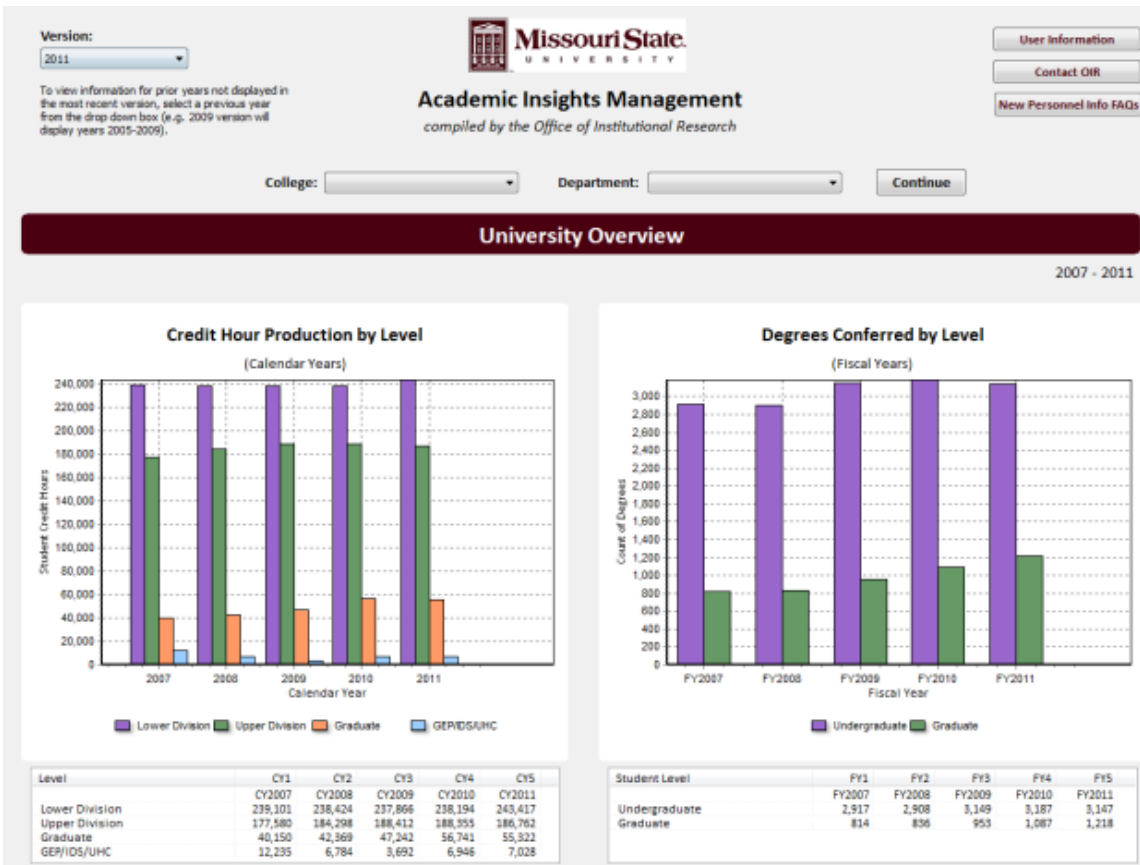 Version:
2011
To view information for prior years not displayed in
the most recent version, select a previous year
from the drop down box (e.g. 2009 version will
display years 2005-2009).
Missouri State.
UNIVERSITY
Academic Insights Management
compiled by the Office of Institutional Research
User Information
Contact OIR
New Personnel Info FAQs
College:
Department:
Continue
University Overview
2007 - 2011
Credit Hour Production by Level
(Calendar Years)
240,000
220,000
200,000
180,000
160,000
140,000
120,000
100,000
80,000
60,000
40,000
20,000
0
Student Credit Hours
2007 2008 2009 2010 2011
Calendar Year
Lower Division Upper Division Graduate GEP/IDS/UHC
Level CY1 CY2 CY3 CY4 CY5
CY2007 CY2008 CY2009 CY2010 CY2011
Lower Division 239,101 238,424 237,866 238,194 243,417
Upper Division 177,580 184,298 188,412 188,355 186,762
Graduate 40,150 42,369 47,242 56,741 55,322
GEP/IDS/UHC 12,235 6,784 3,692 6,946 7,028
Degrees Conferred by Level
(Fiscal Years)
3,000
2,800
2,600
2,400
2,200
2,000
1,800
1,600
1,400
1,200
1,000
800
600
400
200
0
Count of Degrees
FY2007 FY2008 FY2009 FY2010 FY2011
Fiscal Year
Undergraduate Graduate
Student Level FY1 FY2 FY3 FY4 FY5
FY2007 FY2008 FY2009 FY2010 FY2011
Undergraduate 2,917 2,908 3,149 3,187 3,147
Graduate 814 836 953 1,087 1,218